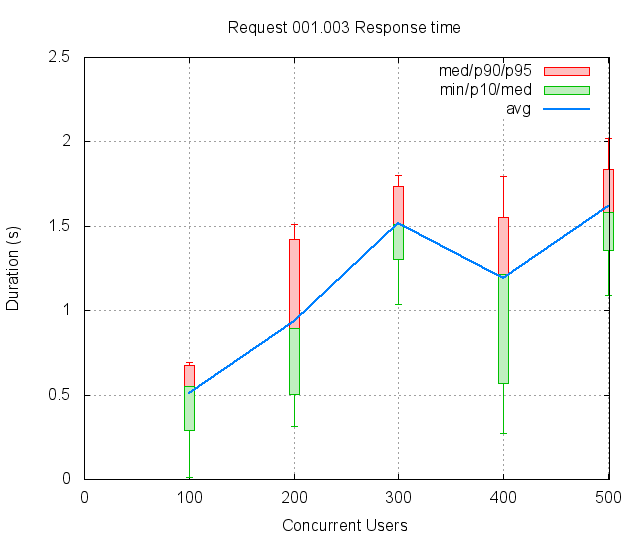 Request 001.003 Response time
med/p90/p95
min/p10/med
avg
2.5
2
1.5
1
0.5
0
Duration (s)
0 100 200 300 400 500
Concurrent Users